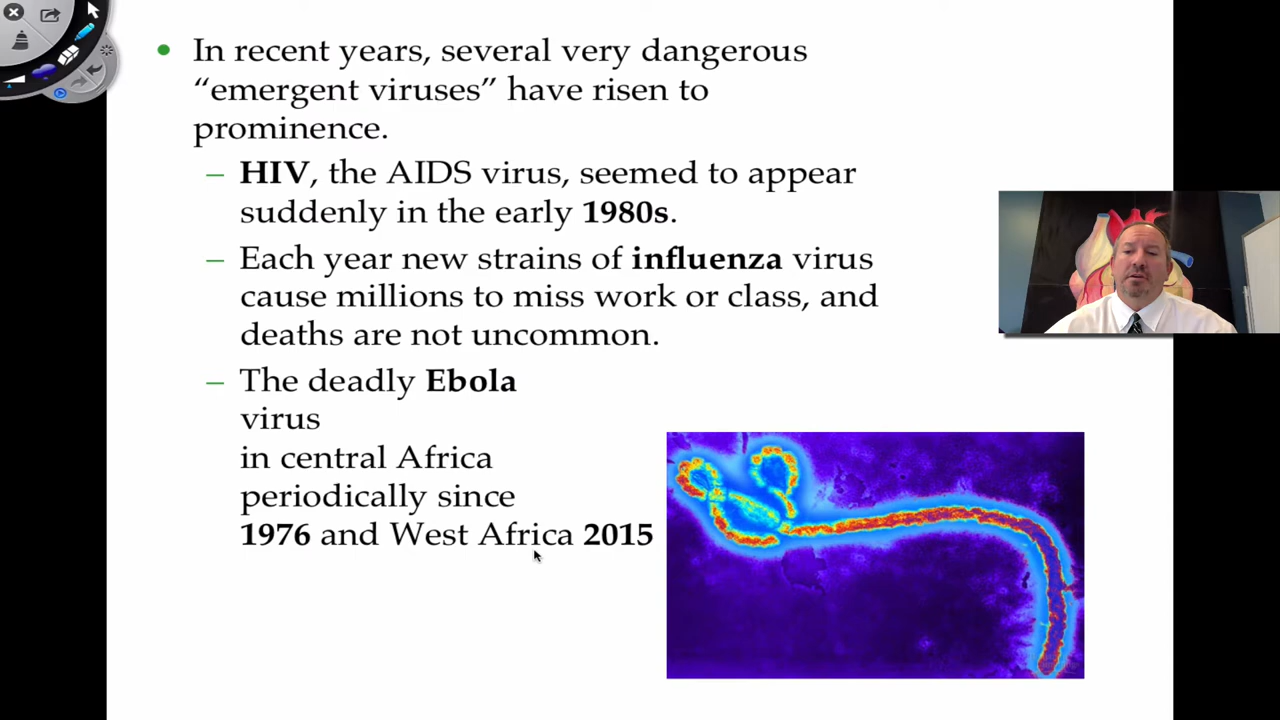 In recent years, several very dangerous
“emergent viruses” have risen to
prominence.
– HIV, the AIDS virus, seemed to appear
suddenly in the early 1980s.
– Each year new strains of influenza virus
cause millions to miss work or class, and
deaths are not uncommon.
– The deadly Ebola
virus
in central Africa
periodically since
1976 and West Africa 2015